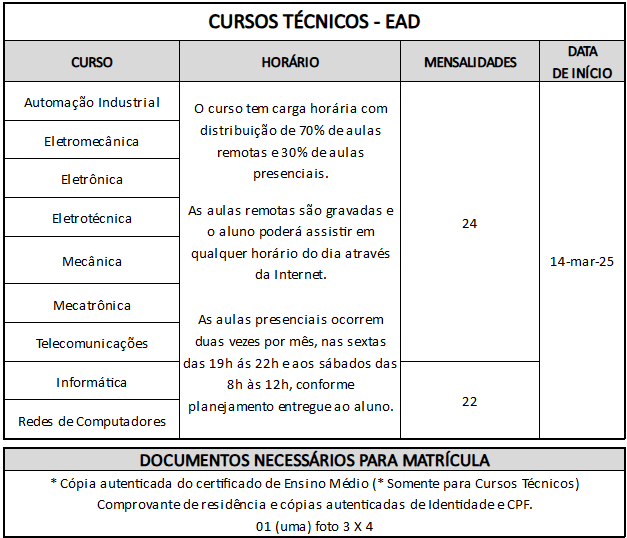 CURSOS TÉCNICOS - EAD
CURSO
HORÁRIO
MENSALIDADES
DATA
DE INÍCIO
Automação Industrial
Eletromecânica
Eletrônica
Eletrotécnica
Mecânica
Mecatrônica
Telecomunicações
Informática
Redes de Computadores
O curso tem carga horária com
distribuição de 70% de aulas
remotas e 30% de aulas
presenciais.
As aulas remotas são gravadas e
o aluno poderá assistir em
qualquer horário do dia através
da Internet.
As aulas presenciais ocorrem
duas vezes por mês, nas sextas
das 19h ás 22h e aos sábados das
8h às 12h, conforme
planejamento entregue ao aluno.
24
22
14-mar-25
DOCUMENTOS NECESSÁRIOS PARA MATRÍCULA
* Cópia autenticada do certificado de Ensino Médio (* Somente para Cursos Técnicos)
Comprovante de residência e cópias autenticadas de Identidade e CPF.
01 (uma) foto 3 X 4